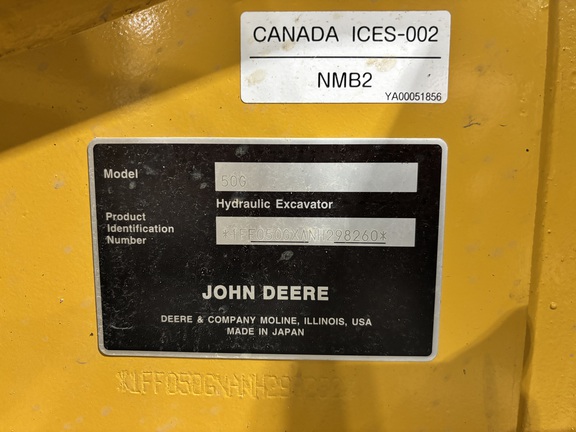 CANADA ICES-002
NMB2
YA00051856
Model
50G
Hydraulic Excavator
Product
Identification
Number
JOHN DEERE
DEERE & COMPANY MOLINE, ILLINOIS, USA
MADE IN JAPAN